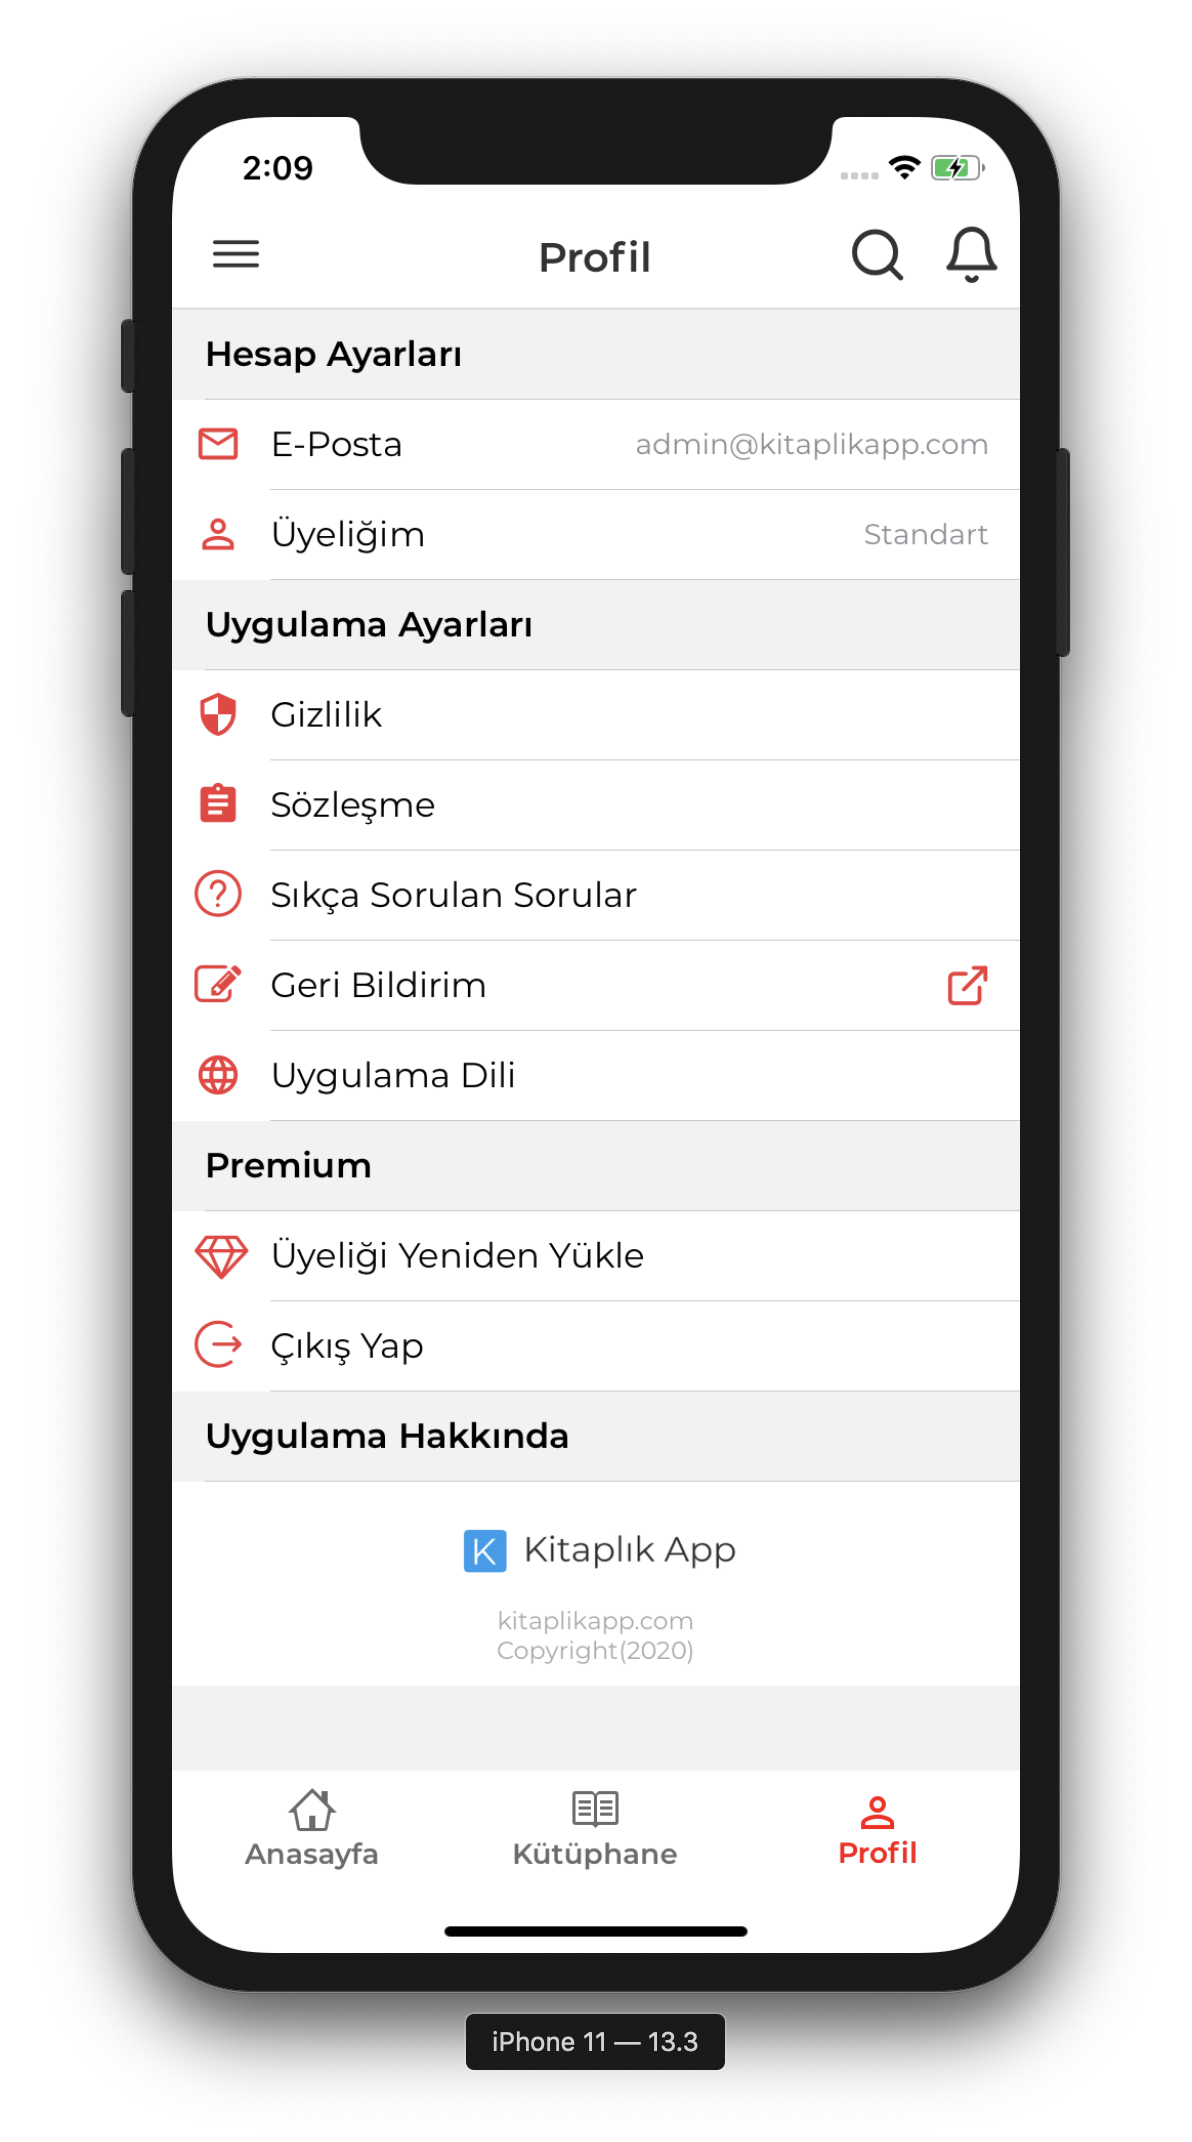 2:09
Profil
Hesap Ayarları
E-Posta admin@kitaplikapp.com
Üyeliğim Standart
Uygulama Ayarları
Gizlilik
Sözleşme
Sıkça Sorulan Sorular
Geri Bildirim
Uygulama Dili
Premium
Üyeliği Yeniden Yükle
Çıkış Yap
Uygulama Hakkında
K Kitaplık App
kitaplikapp.com
Copyright(2020)
Anasayfa Kütüphane Profil
iPhone 11 — 13.3